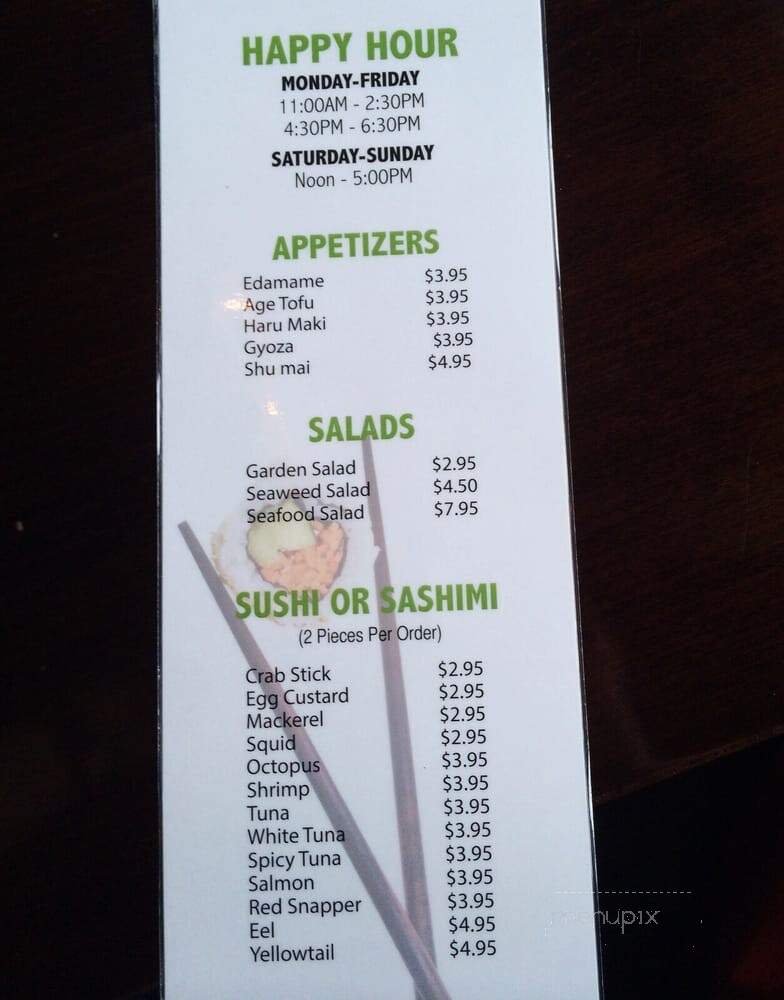 HAPPY HOUR
MONDAY-FRIDAY
11:00AM - 2:30PM
4:30PM - 6:30PM
SATURDAY-SUNDAY
Noon - 5:00PM
APPETIZERS
Edamame $3.95
Age Tofu $3.95
Haru Maki $3.95
Gyoza $3.95
Shu mai $4.95
SALADS
Garden Salad $2.95
Seaweed Salad $4.50
Seafood Salad $7.95
SUSHI OR SASHIMI
(2 Pieces Per Order)
Crab Stick $2.95
Egg Custard $2.95
Mackerel $2.95
Squid $2.95
Octopus $3.95
Shrimp $3.95
Tuna $3.95
White Tuna $3.95
Spicy Tuna $3.95
Salmon $3.95
Red Snapper $3.95
Eel $4.95
Yellowtail $4.95
menupix